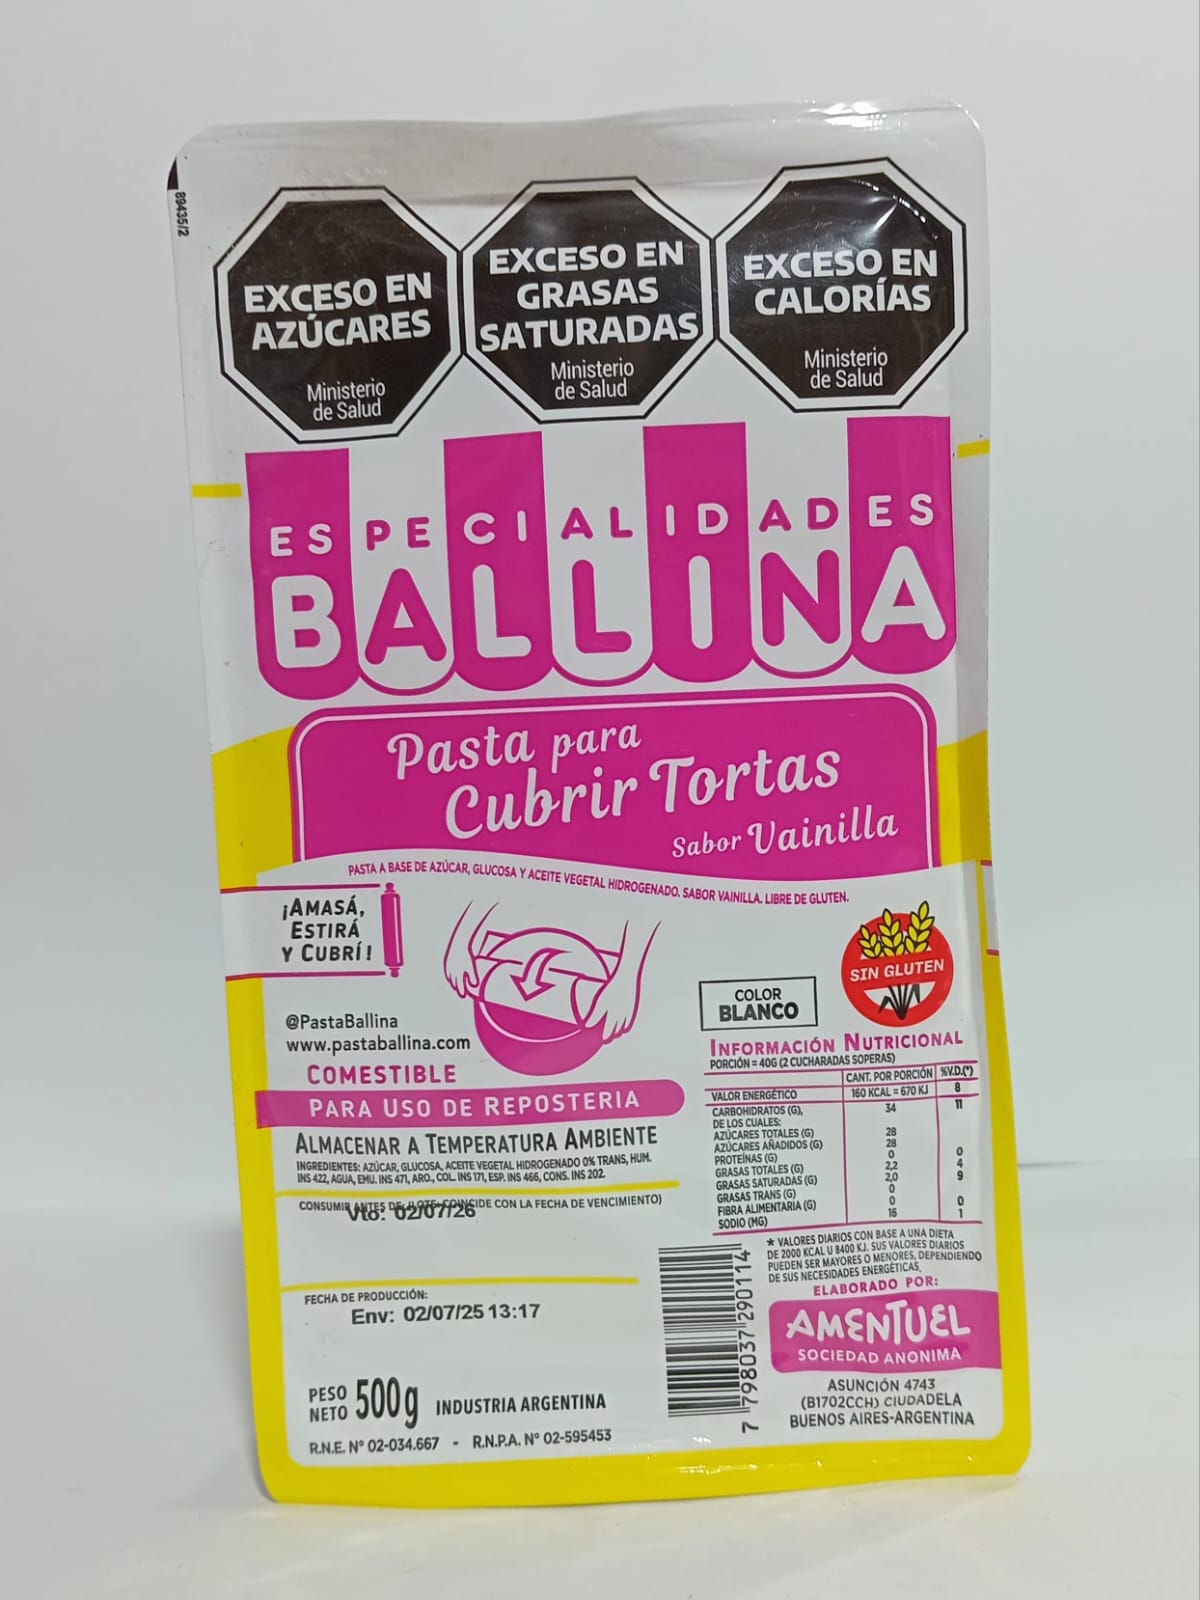 89435/2
EXCESO EN
AZÚCARES
Ministerio
de Salud
EXCESO EN
GRASAS
SATURADAS
Ministerio
de Salud
EXCESO EN
CALORÍAS
Ministerio
de Salud
ESPECIALIDADES
BALLINA
Pasta para
Cubrir Tortas
Sabor Vainilla
PASTA A BASE DE AZÚCAR, GLUCOSA Y ACEITE VEGETAL HIDROGENADO. SABOR VAINILLA. LIBRE DE GLUTEN.
¡AMASÁ,
ESTIRÁ
Y CUBRÍ!
SIN GLUTEN
COLOR
BLANCO
@PastaBallina
www.pastaballina.com
COMESTIBLE
PARA USO DE REPOSTERIA
ALMACENAR A TEMPERATURA AMBIENTE
INGREDIENTES: AZÚCAR, GLUCOSA, ACEITE VEGETAL HIDROGENADO 0% TRANS, HUM.
INS 422, AGUA, EMU. INS 471, ARO., COL. INS 171, ESP. INS 466, CONS. INS 202.
CONSUMIR ANTES DE: (LOTE: COINCIDE CON LA FECHA DE VENCIMIENTO)
Vto: 02/07/26
FECHA DE PRODUCCIÓN:
Env: 02/07/25 13:17
PESO
NETO 500g INDUSTRIA ARGENTINA
R.N.E. Nº 02-034.667 - R.N.P.A. Nº 02-595453
INFORMACIÓN NUTRICIONAL
PORCIÓN = 40G (2 CUCHARADAS SOPERAS)
CANT. POR PORCIÓN %V.D.(*)
VALOR ENERGÉTICO 160 KCAL = 670 KJ 8
CARBOHIDRATOS (G), 34 11
DE LOS CUALES:
AZÚCARES TOTALES (G) 28
AZÚCARES AÑADIDOS (G) 28
PROTEÍNAS (G) 0 0
GRASAS TOTALES (G) 2,2 4
GRASAS SATURADAS (G) 2,0 9
GRASAS TRANS (G) 0
FIBRA ALIMENTARIA (G) 0 0
SODIO (MG) 16 1
* VALORES DIARIOS CON BASE A UNA DIETA
DE 2000 KCAL U 8400 KJ. SUS VALORES DIARIOS
PUEDEN SER MAYORES O MENORES, DEPENDIENDO
DE SUS NECESIDADES ENERGÉTICAS.
ELABORADO POR:
AMENTUEL
SOCIEDAD ANONIMA
ASUNCIÓN 4743
(B1702CCH) CIUDADELA
BUENOS AIRES-ARGENTINA
7 798037 290114